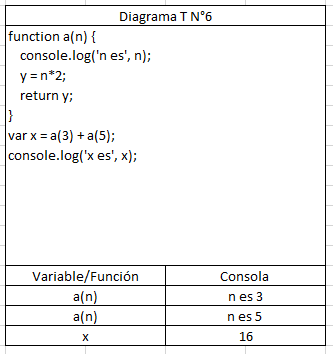 Diagrama T N°6
function a(n) {
console.log('n es', n);
y = n*2;
return y;
}
var x = a(3) + a(5);
console.log('x es', x);
Variable/Función Consola
a(n) n es 3
a(n) n es 5
x 16